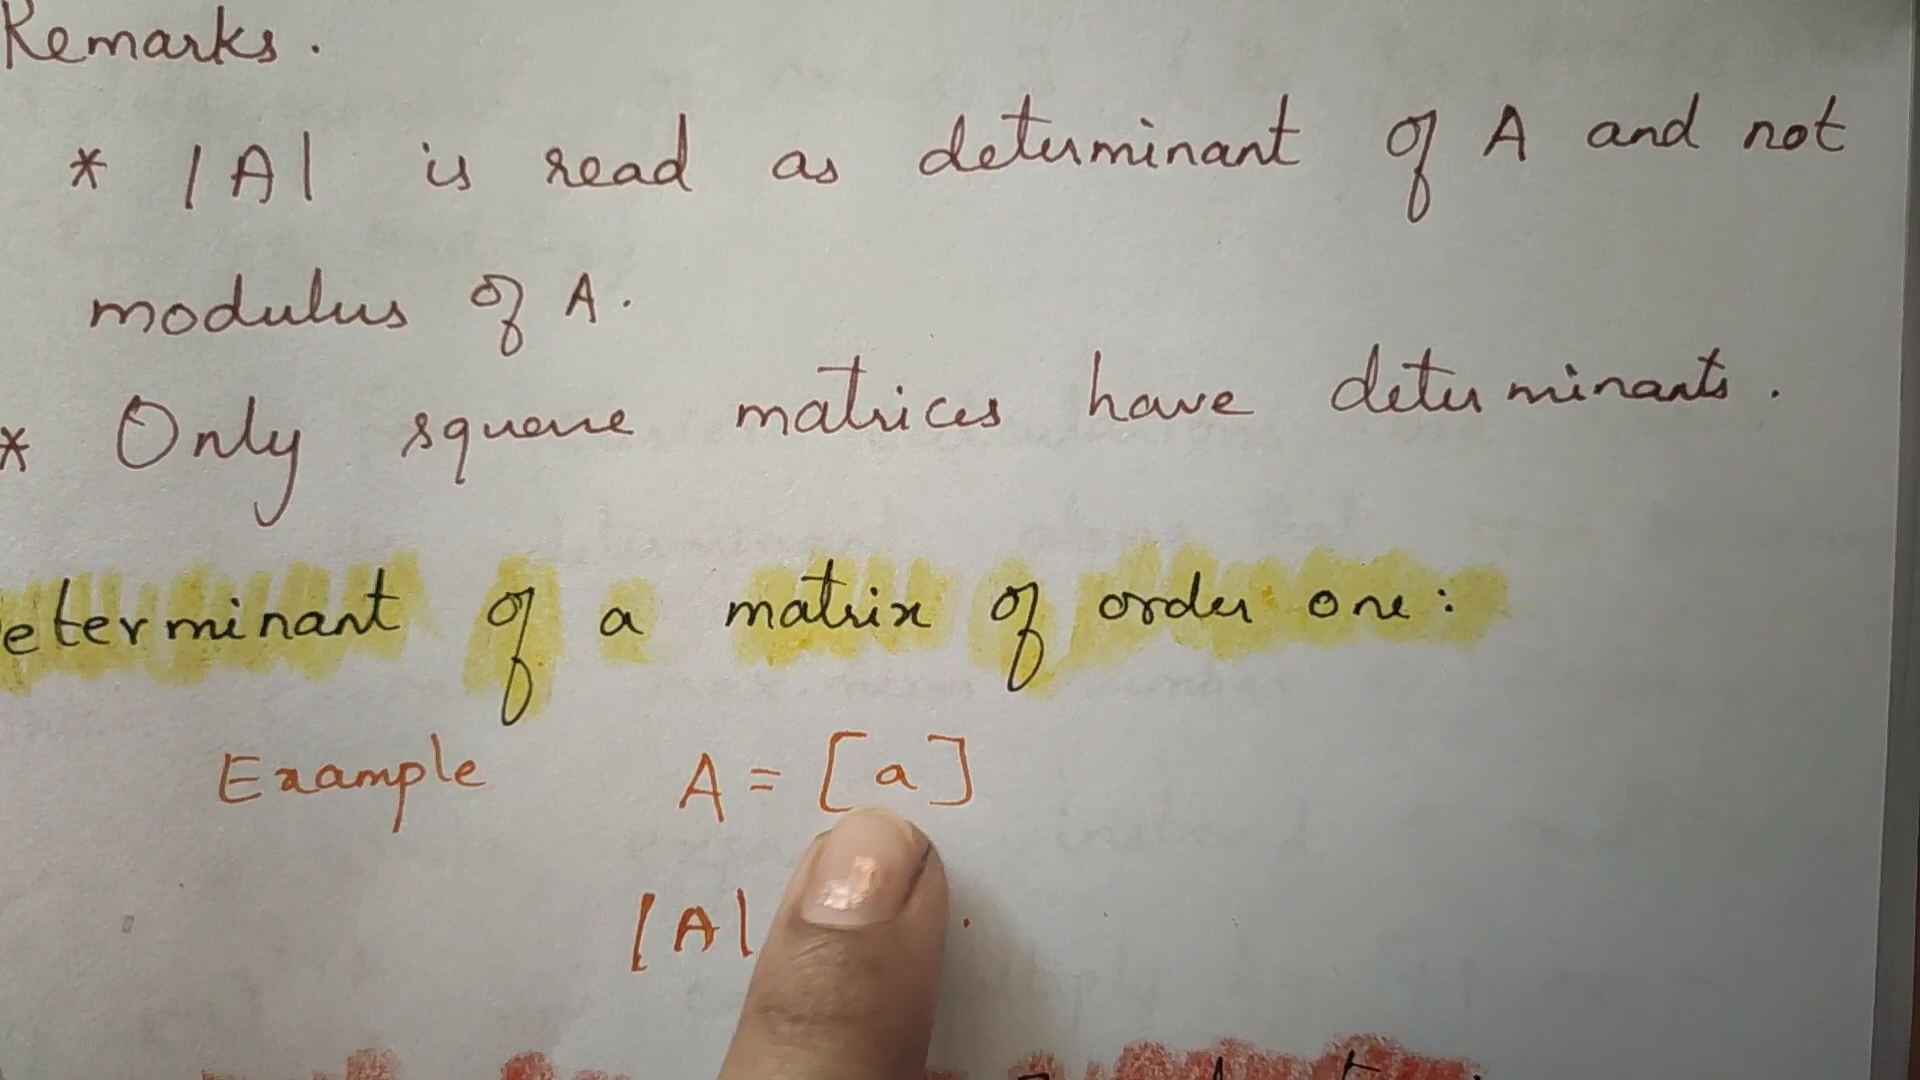 Remarks.
* |A| is read as determinant of A and not
modulus of A.
* Only square matrices have determinants.
eterminant of a matrix of order one:
Example A = [a]
|A| .